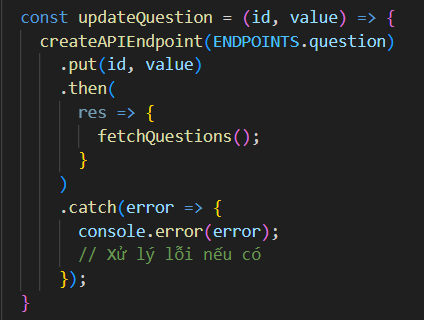 const updateQuestion = (id, value) => {
createAPIEndpoint(ENDPOINTS.question)
.put(id, value)
.then(
res => {
fetchQuestions();
}
)
.catch(error => {
console.error(error);
// Xử lý lỗi nếu có
});
}